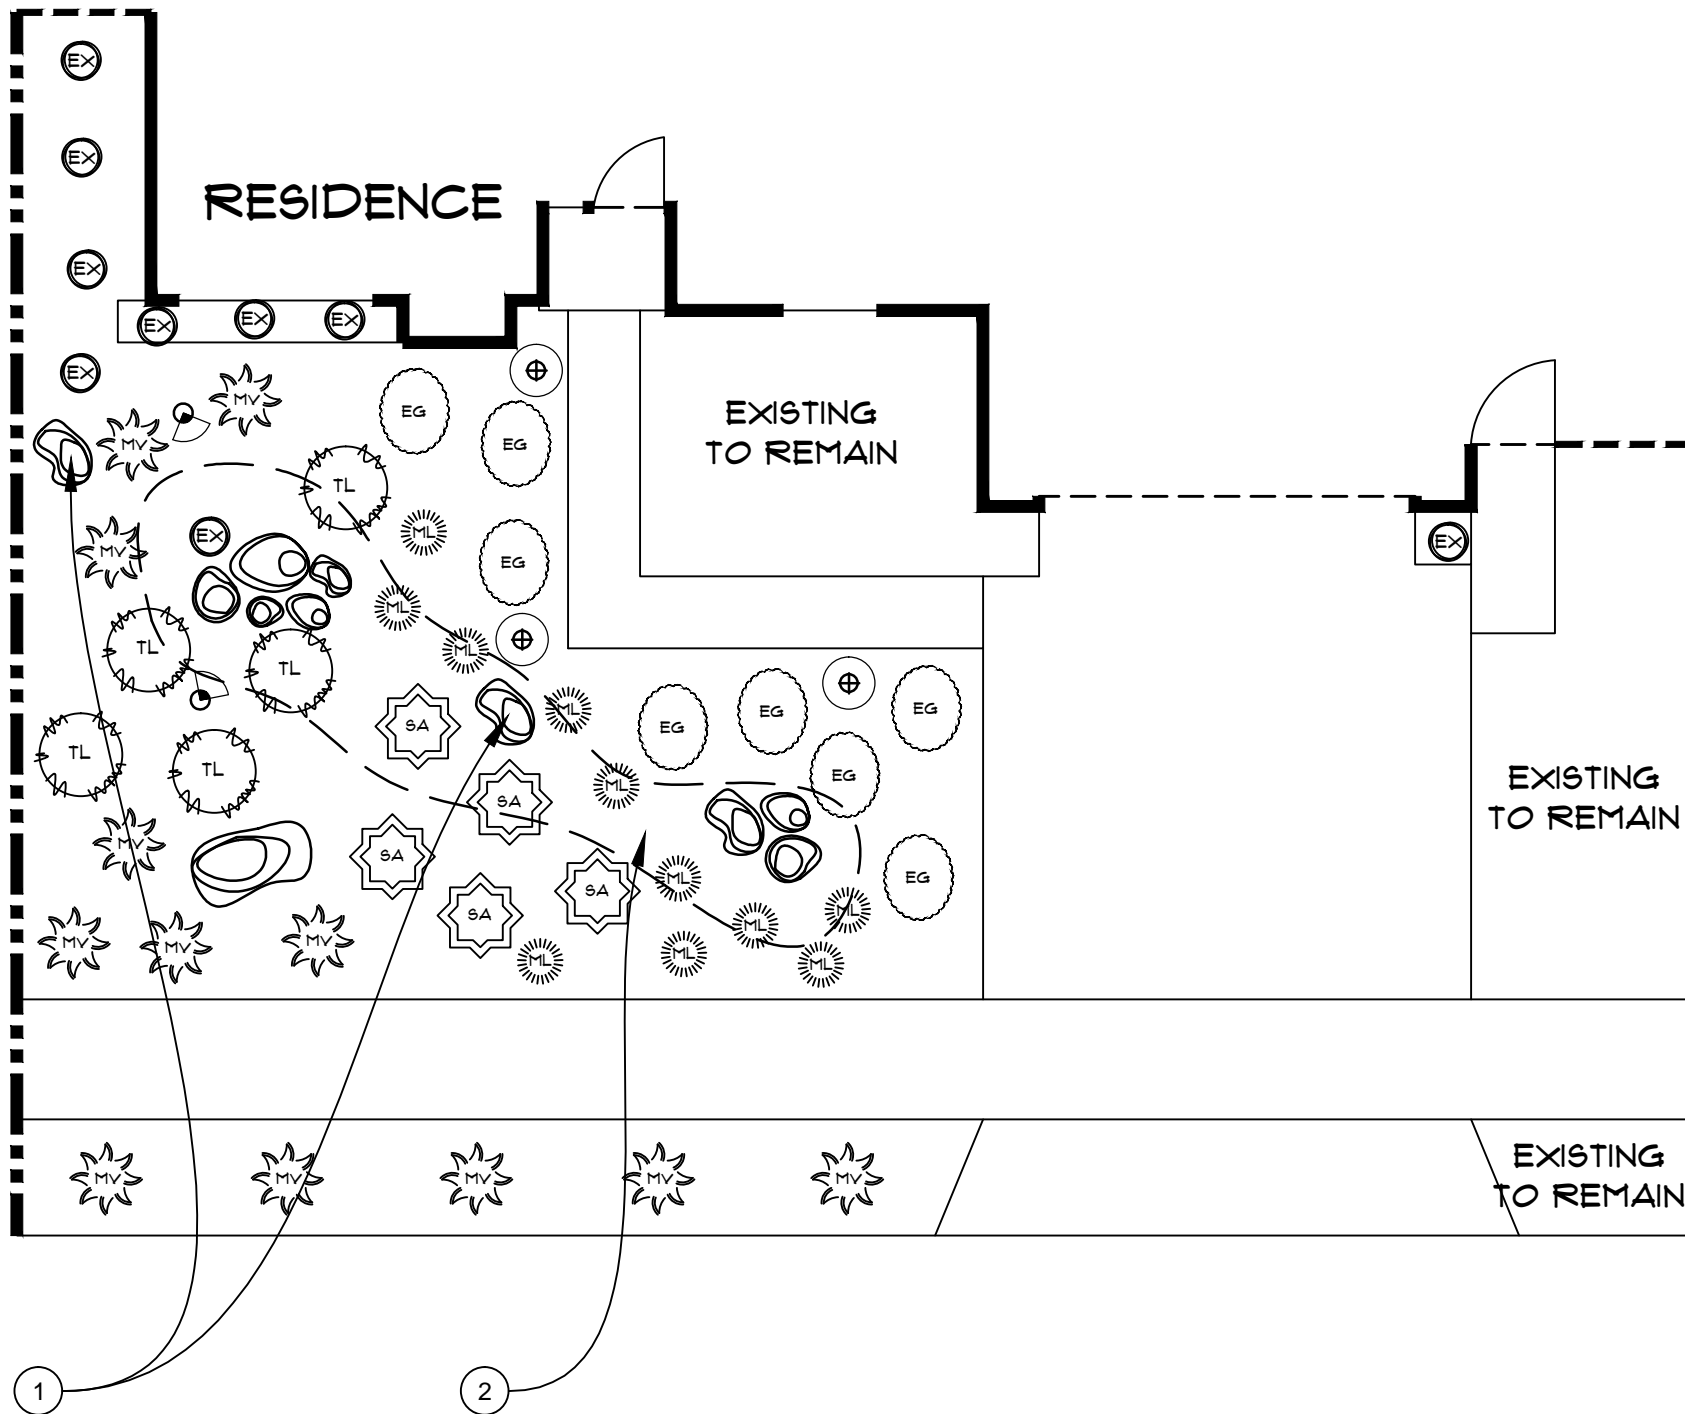 EX
EX
RESIDENCE
EX
EX
EX
EX
EX
MV
EG
EXISTING
TO REMAIN
MV
EG
TL
ML
EX
EX
MV
EG
ML
TL
ML
TL
SA
ML
EG
EG
EG
TL
TL
ML
EG
SA
EXISTING
TO REMAIN
MV
SA
ML
SA
EG
SA
ML
ML
MV
MV
MV
ML
ML
ML
MV
MV
MV
MV
MV
EXISTING
TO REMAIN
1
2